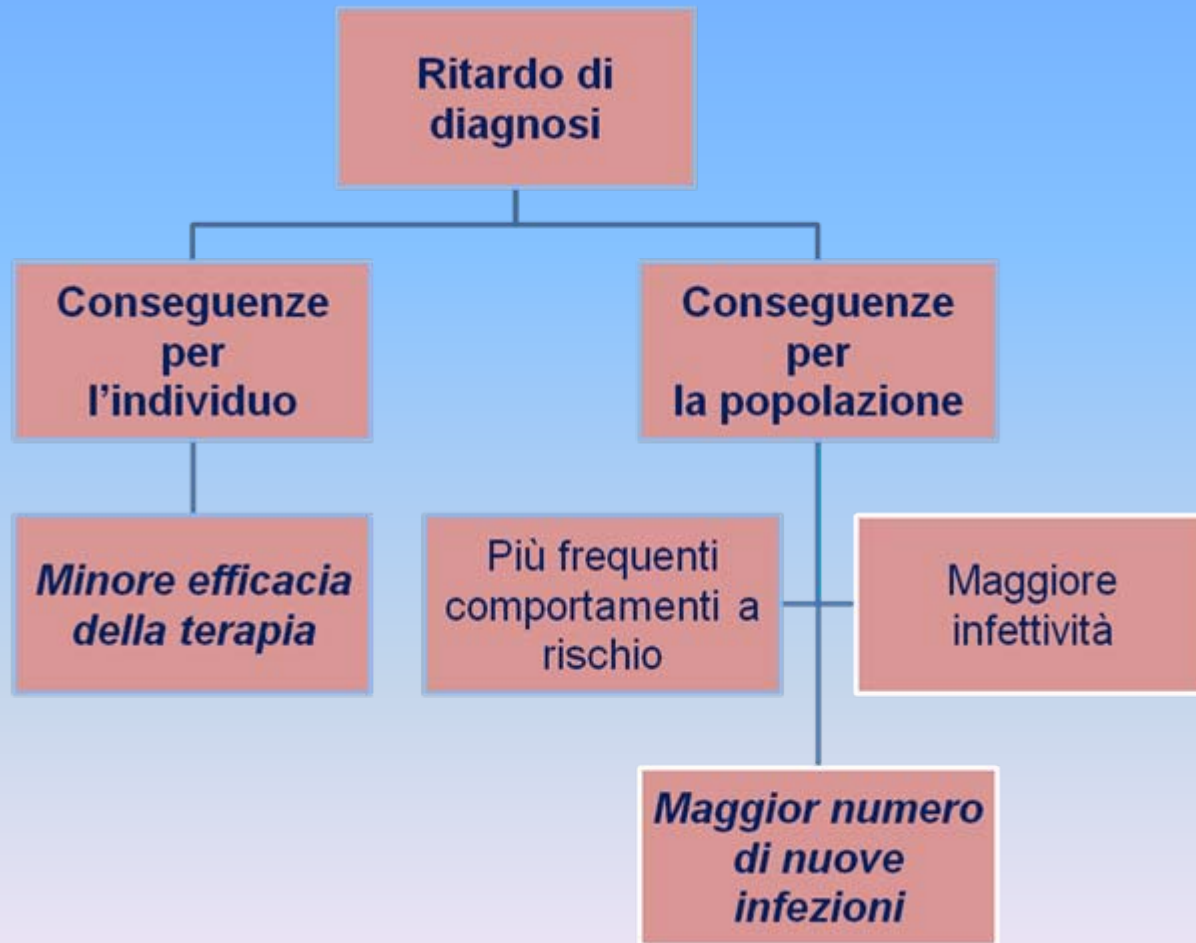 Ritardo di
diagnosi
Conseguenze
per
l'individuo
Conseguenze
per
la popolazione
Minore efficacia
della terapia
Più frequenti
comportamenti a
rischio
Maggiore
infettività
Maggior numero
di nuove
infezioni